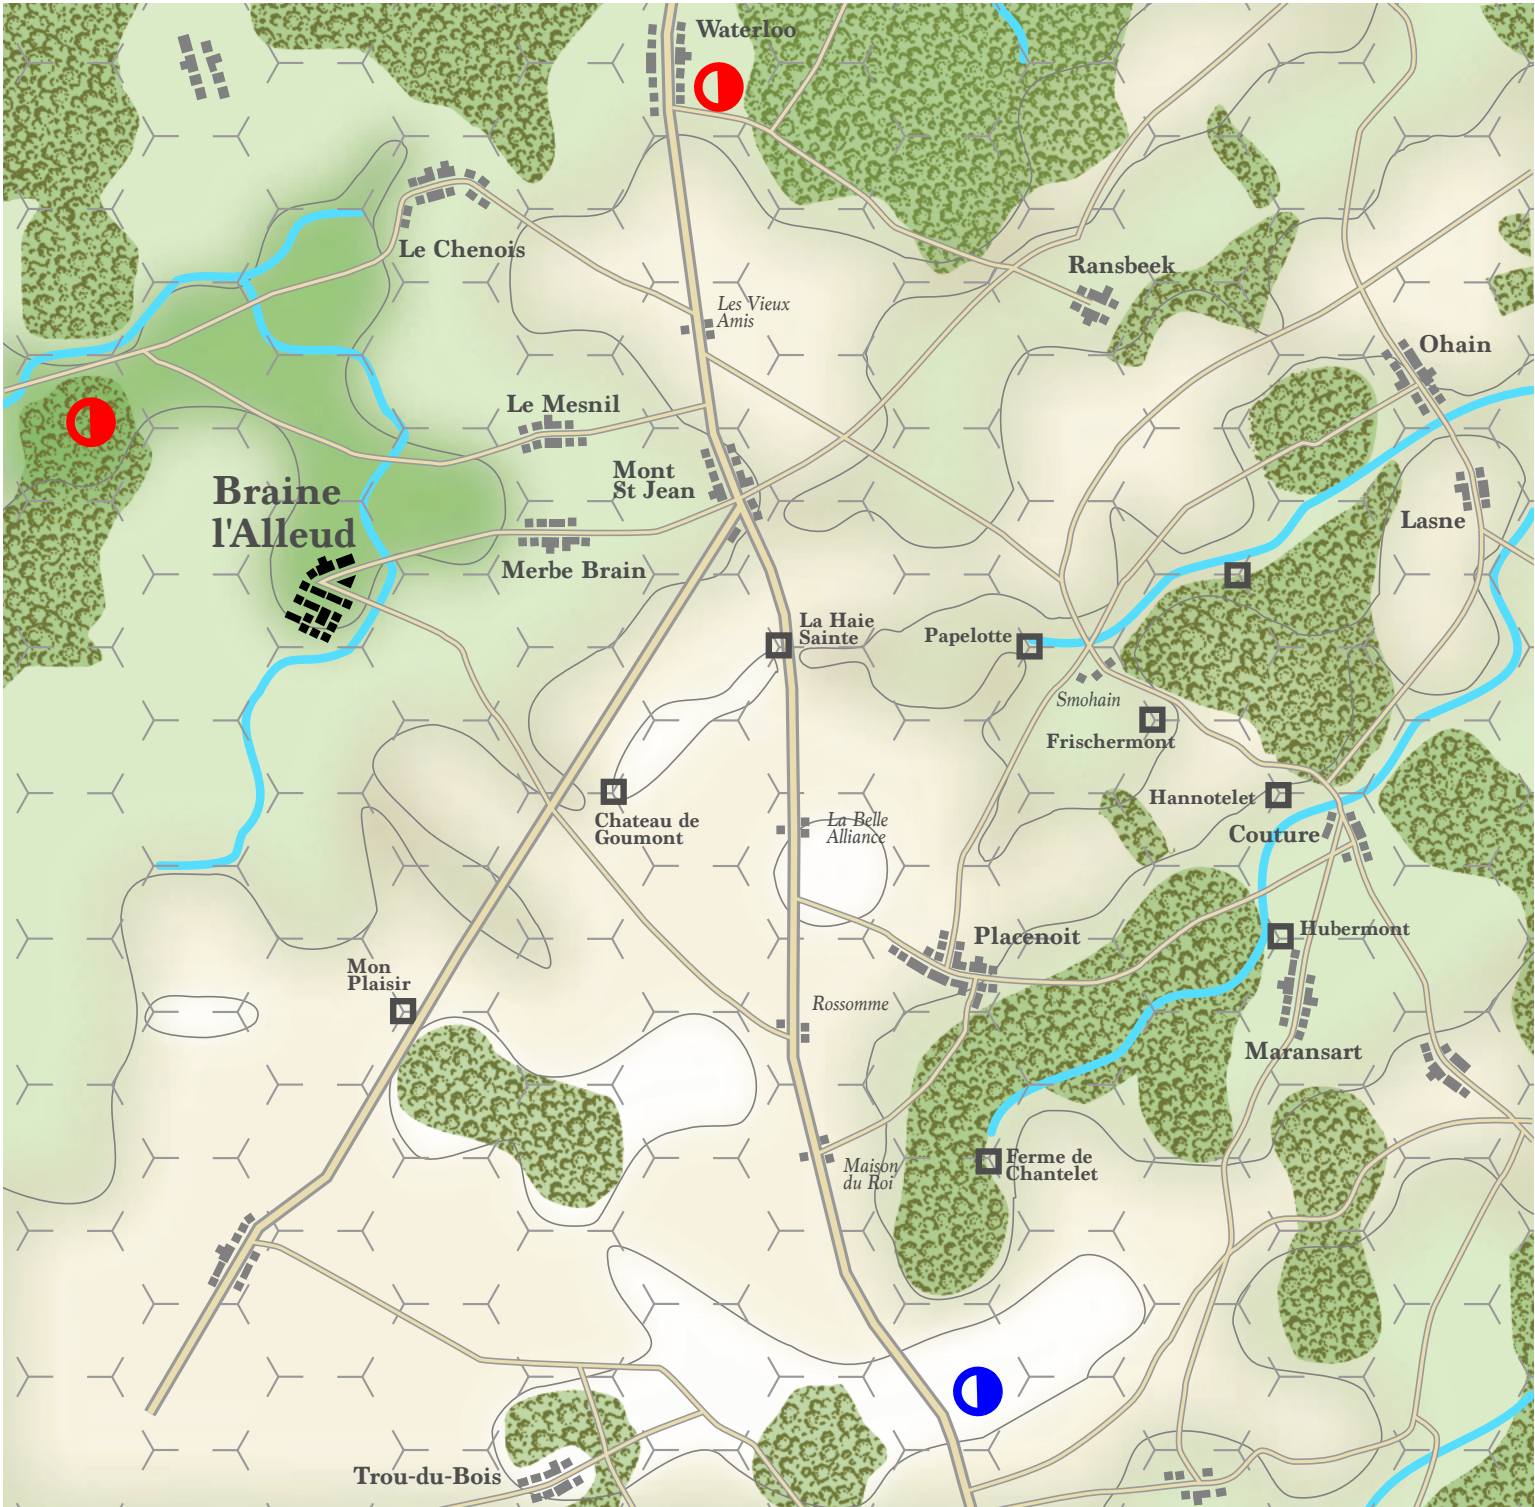 Waterloo
Le Chenois
Ransbeek
Les Vieux
Amis
Ohain
Le Mesnil
Mont
St Jean
Braine
l'Alleud
Lasne
Merbe Brain
La Haie
Sainte
Papelotte
Smohain
Frischermont
Hannotelet
Chateau de
Goumont
La Belle
Alliance
Couture
Hubermont
Placenoit
Mon
Plaisir
Rossomme
Maransart
Maison
du Roi
Ferme de
Chantelet
Trou-du-Bois